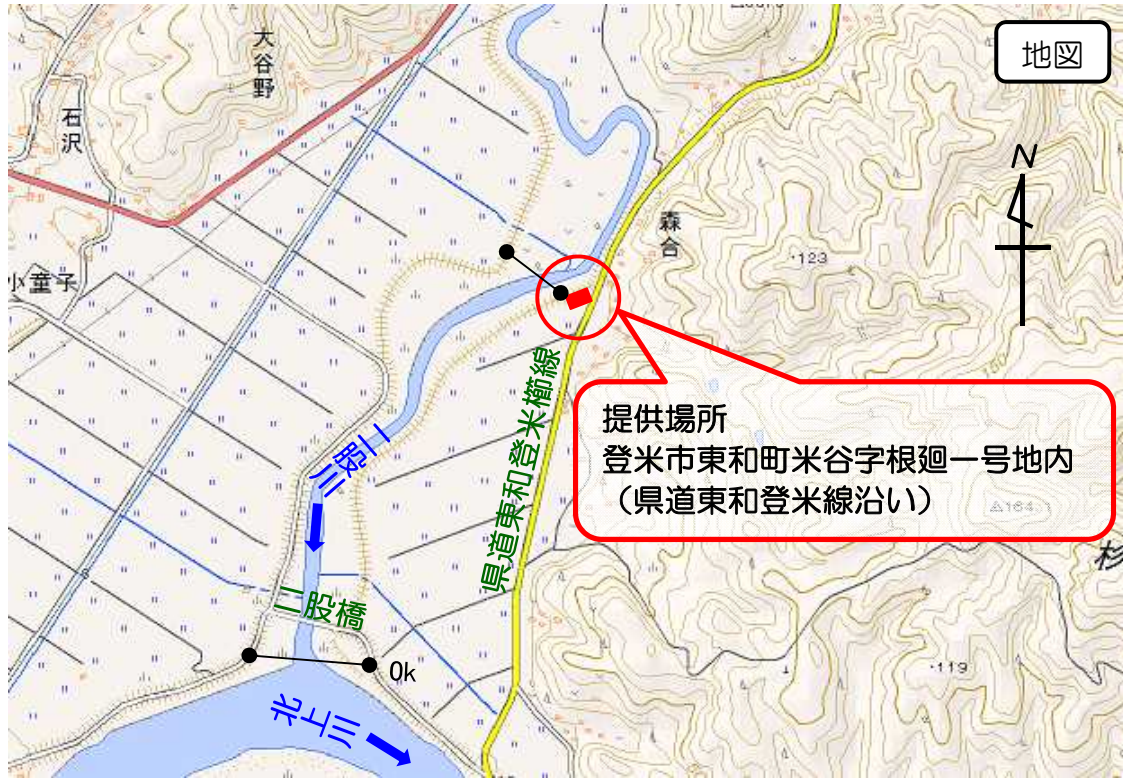 地図
大谷野
石沢
N
森合
・123
小童子
県道東和登米櫛線
提供場所
登米市東和町米谷字根廻一号地内
（県道東和登米線沿い）
二股川
杉
二股橋
0k
・119
北上川